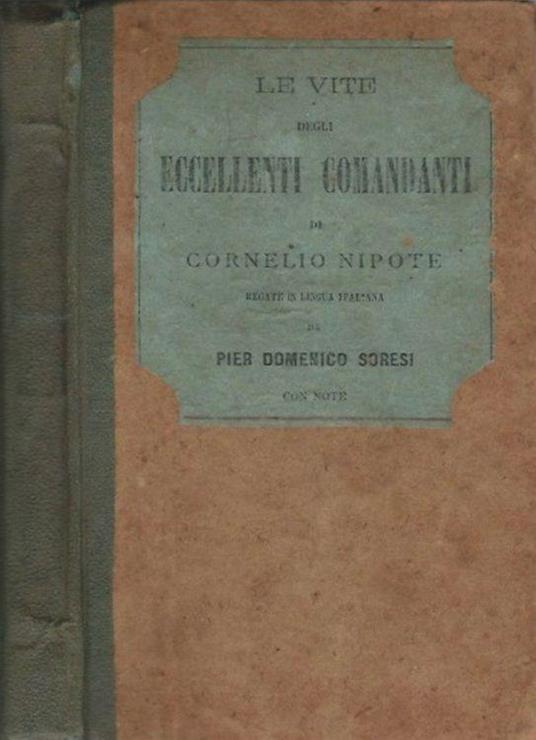 LE VITE
DEGLI
ECCELLENTI COMANDANTI
DI
CORNELIO NIPOTE
RECATE IN LINGUA ITALIANA
DA
PIER DOMENICO SORESI
CON NOTE